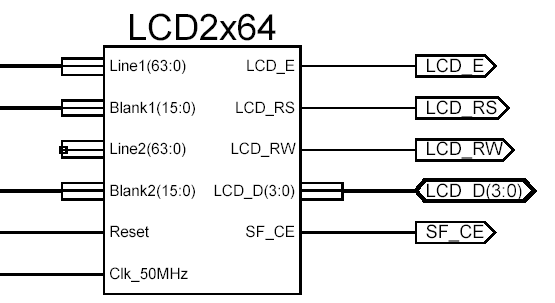 LCD2x64
Line1(63:0) LCD_E LCD_E
Blank1(15:0) LCD_RS LCD_RS
Line2(63:0) LCD_RW LCD_RW
Blank2(15:0) LCD_D(3:0) LCD_D(3:0)
Reset SF_CE SF_CE
Clk_50MHz